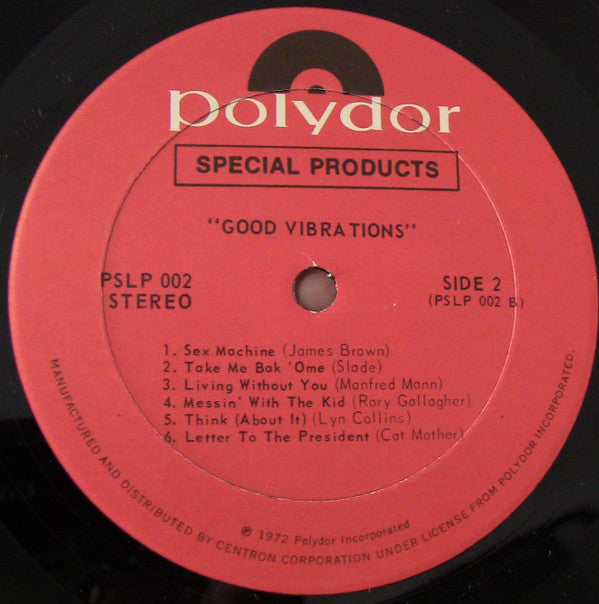 polydor
SPECIAL PRODUCTS
"GOOD VIBRATIONS"
PSLP 002
STEREO
SIDE 2
(PSLP 002 B)
1. Sex Machine (James Brown)
2. Take Me Bak 'Ome (Slade)
3. Living Without You (Manfred Mann)
4. Messin' With The Kid (Rory Gallagher)
5. Think (About It) (Lyn Collins)
6. Letter To The President (Cat Mother)
℗ 1972 Polydor Incorporated
MANUFACTURED AND DISTRIBUTED BY CENTRON CORPORATION UNDER LICENSE FROM POLYDOR INCORPORATED.